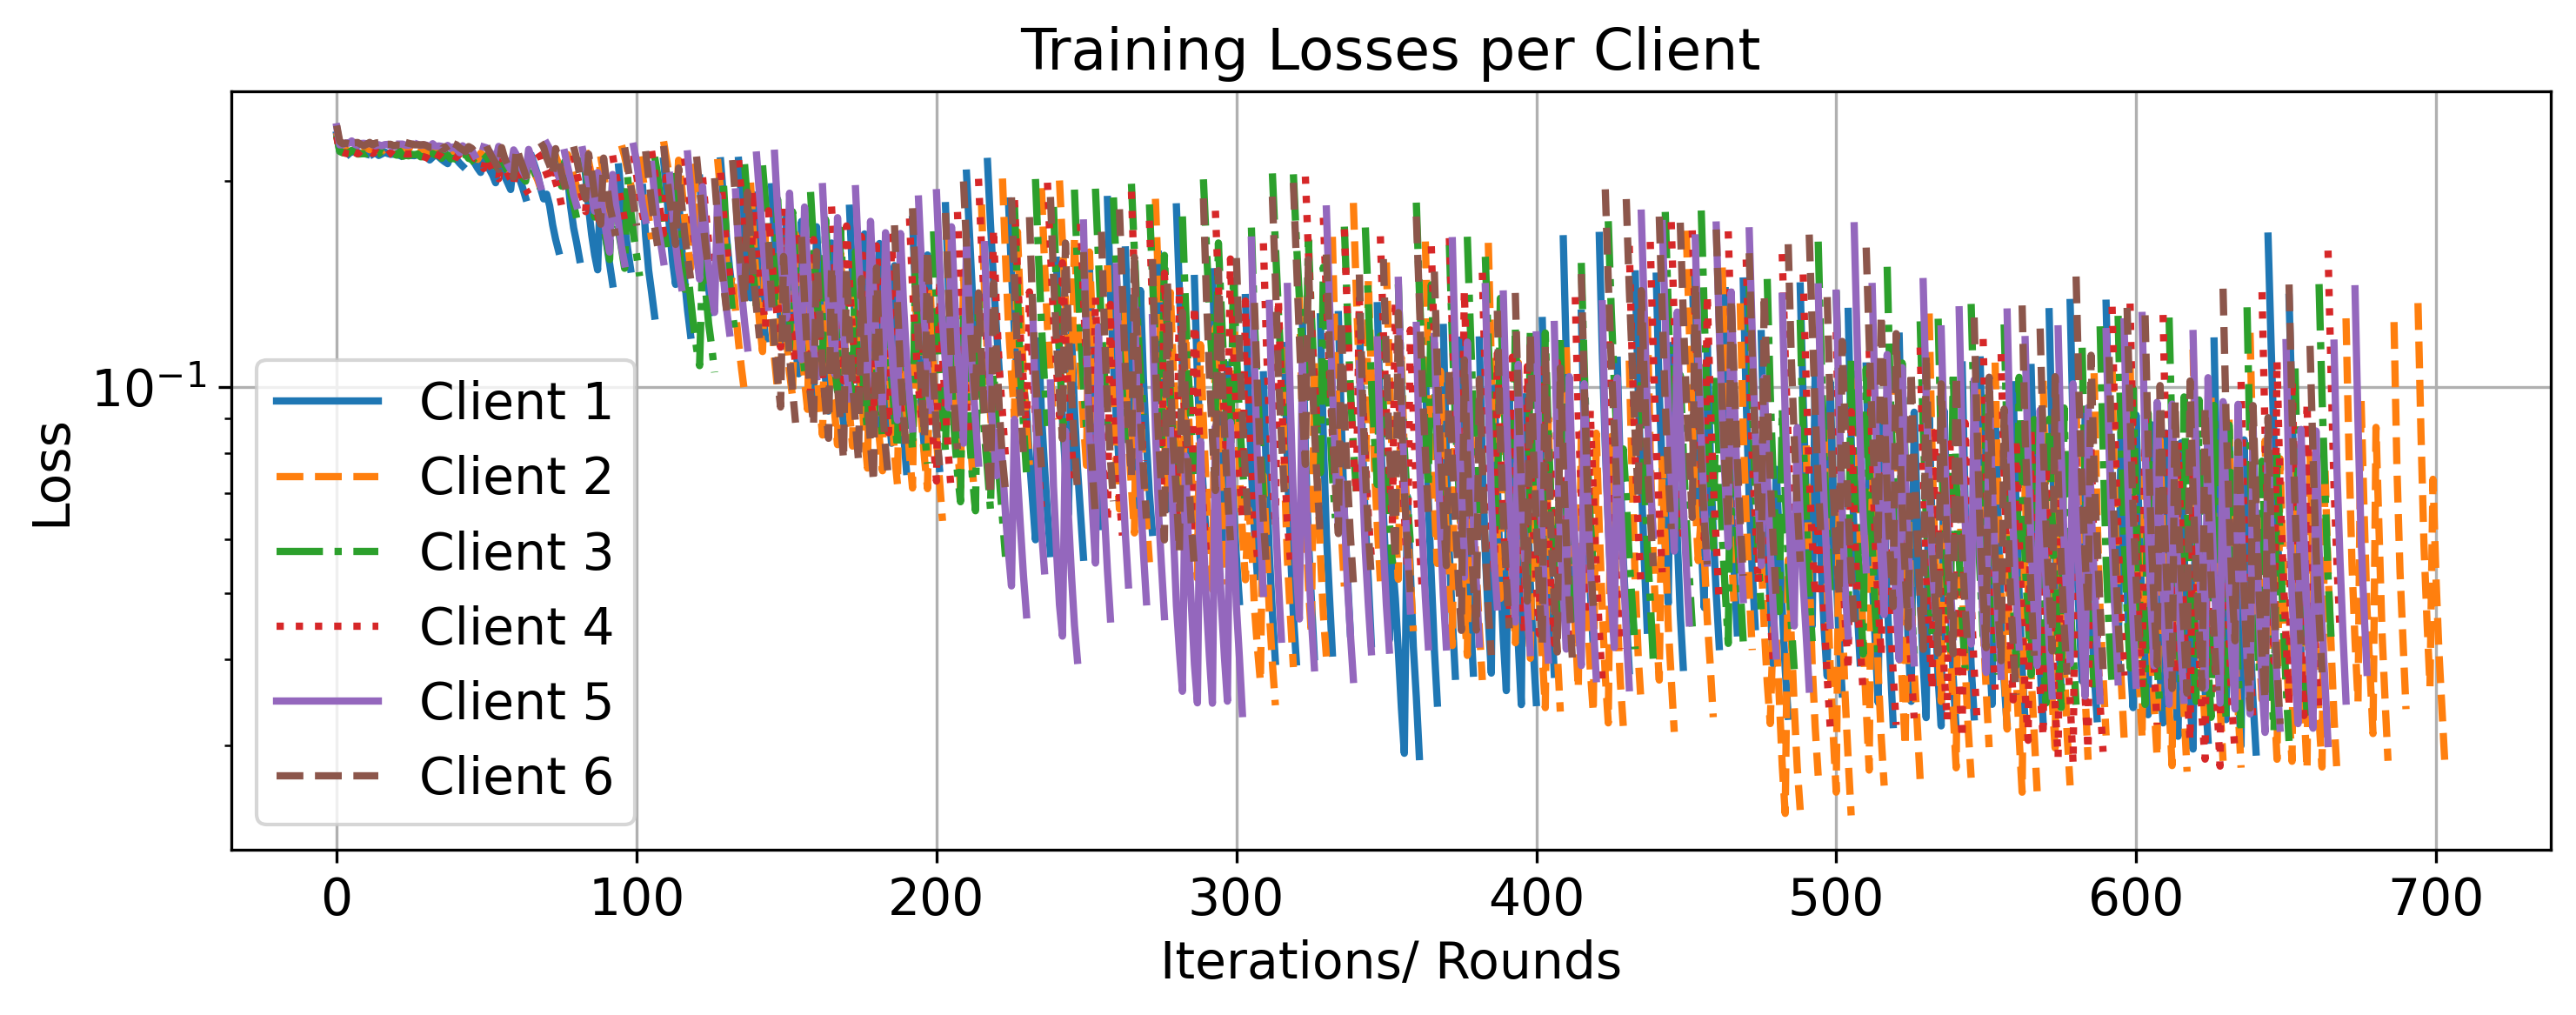 Training Losses per Client
Loss
10⁻¹
Client 1
Client 2
Client 3
Client 4
Client 5
Client 6
0 100 200 300 400 500 600 700
Iterations/ Rounds